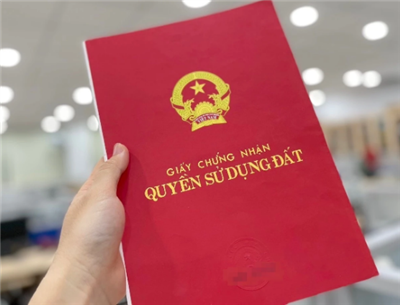 GIẤY CHỨNG NHẬN
QUYỀN SỬ DỤNG ĐẤT